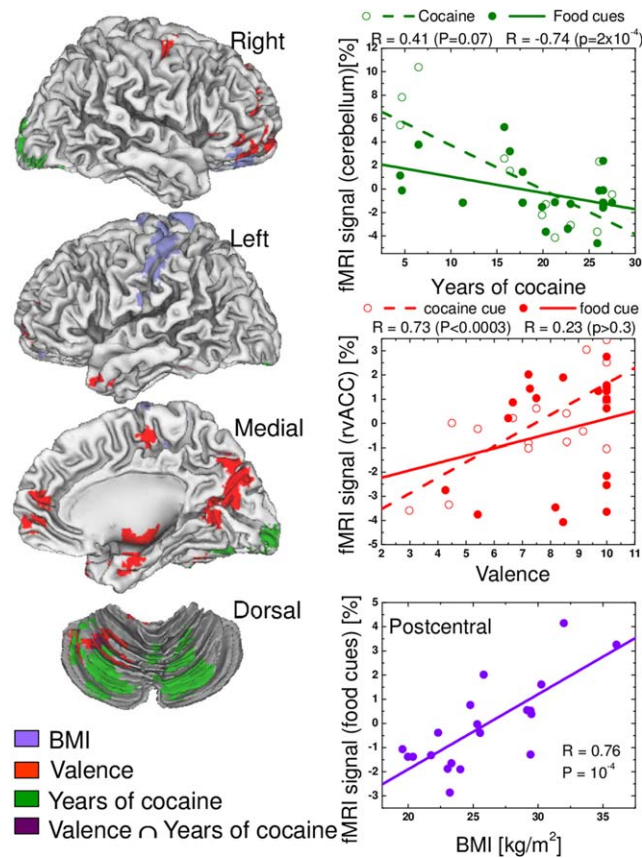 Right
Left
Medial
Dorsal
BMI
Valence
Years of cocaine
Valence ∩ Years of cocaine
Cocaine Food cues
R = 0.41 (P=0.07) R = -0.74 (p=2x10⁻⁴)
fMRI signal (cerebellum)[%]
12
10
8
6
4
2
0
-2
-4
5 10 15 20 25 30
Years of cocaine
cocaine cue food cue
R = 0.73 (P<0.0003) R = 0.23 (p>0.3)
fMRI signal (rvACC) [%]
3
2
1
0
-1
-2
-3
-4
-5
2 3 4 5 6 7 8 9 10 11
Valence
Postcentral
fMRI signal (food cues) [%]
5
4
3
2
1
0
-1
-2
-3
R = 0.76
P = 10⁻⁴
20 25 30 35
BMI [kg/m²]